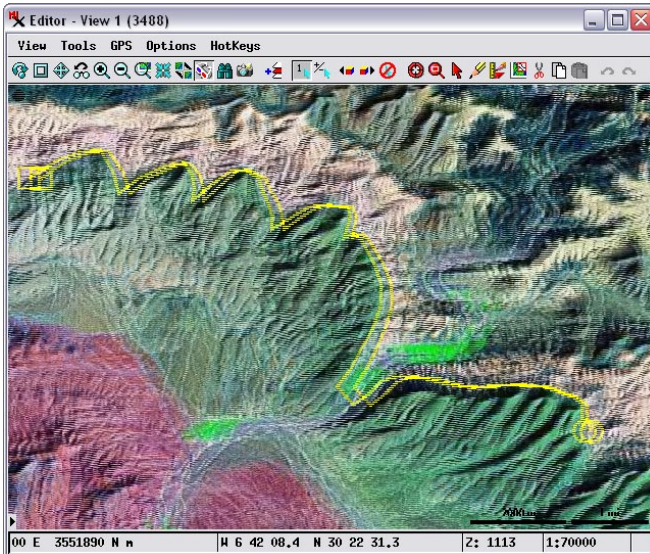 Editor - View 1 (3488)
View Tools GPS Options HotKeys
00 E 3551890 N m
W 6 42 08.4 N 30 22 31.3
Z: 1113
1:70000